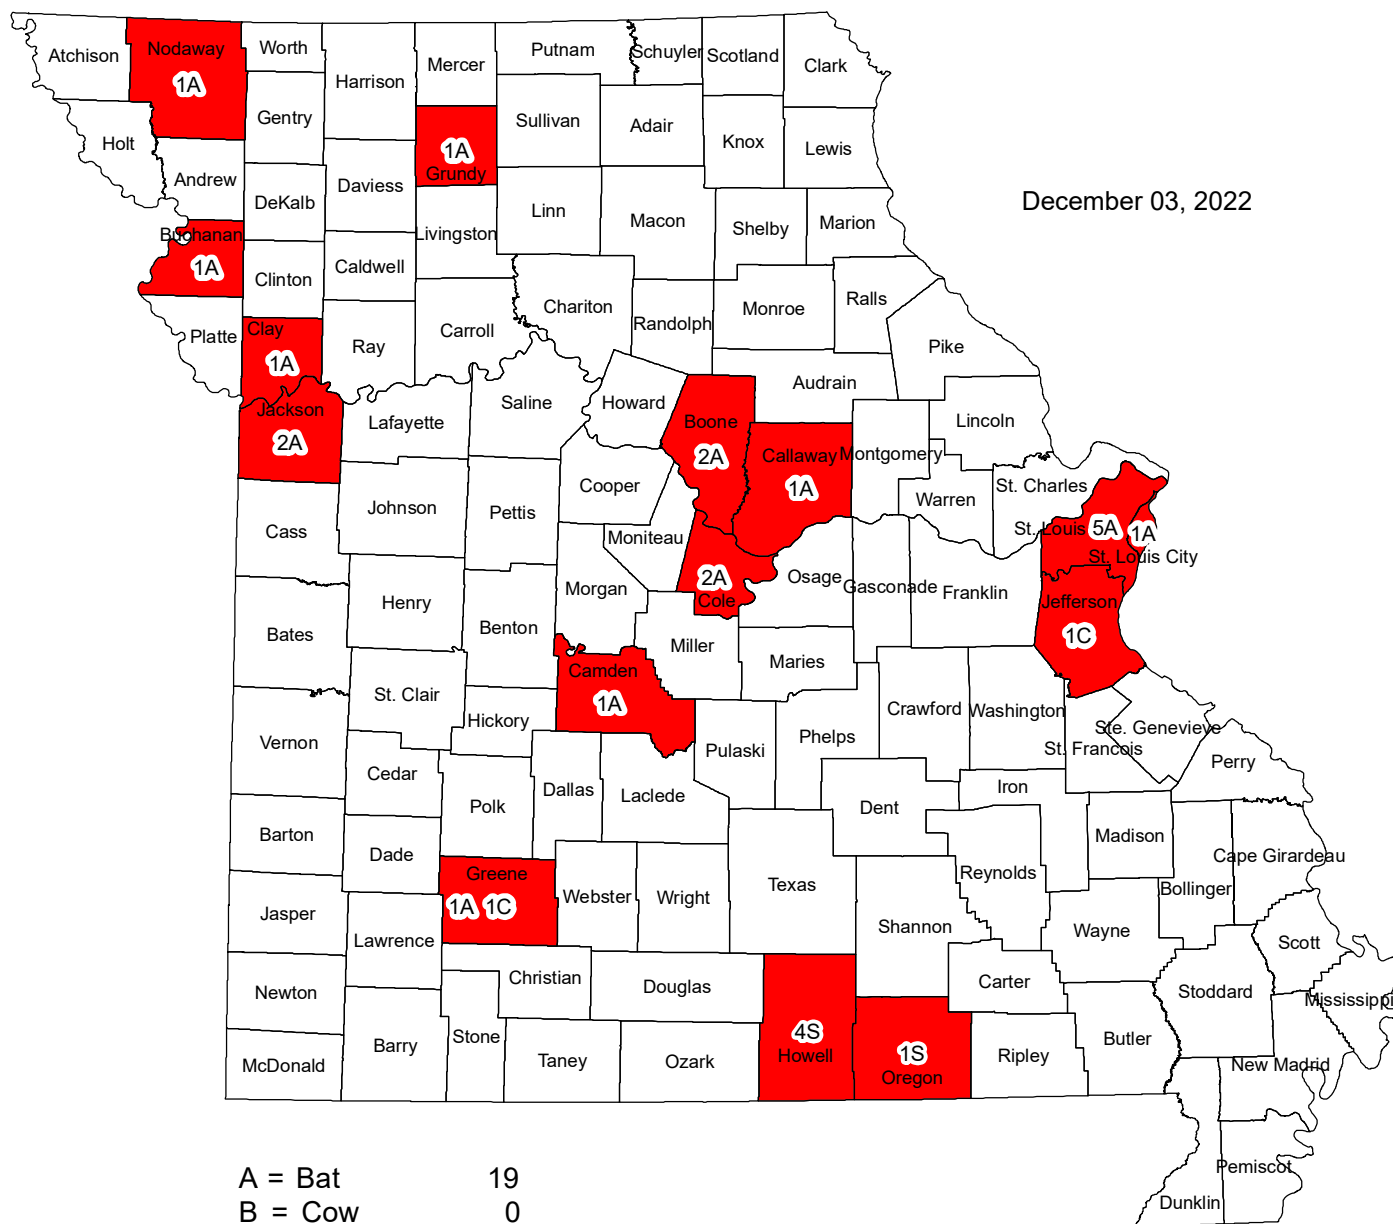 Atchison
Nodaway
1A
Worth
Harrison
Mercer
Putnam
Schuyler
Scotland
Clark
Gentry
Holt
Andrew
DeKalb
Daviess
1A
Grundy
Sullivan
Adair
Knox
Lewis
December 03, 2022
Buchanan
1A
Clinton
Caldwell
Livingston
Linn
Macon
Shelby
Marion
Platte
Clay
1A
Ray
Carroll
Chariton
Randolph
Monroe
Ralls
Pike
Audrain
Jackson
2A
Lafayette
Saline
Howard
Boone
2A
Callaway
1A
Montgomery
Lincoln
Warren
St. Charles
St. Louis
5A
1A
St. Louis City
Cass
Johnson
Pettis
Cooper
Moniteau
2A
Cole
Osage
Gasconade
Franklin
Jefferson
1C
Bates
Henry
Benton
Morgan
Miller
Maries
Camden
1A
St. Clair
Hickory
Vernon
Cedar
Polk
Dallas
Laclede
Pulaski
Phelps
Crawford
Washington
Ste. Genevieve
St. Francois
Perry
Iron
Dent
Barton
Dade
Greene
1A 1C
Webster
Wright
Texas
Reynolds
Madison
Cape Girardeau
Bollinger
Jasper
Lawrence
Shannon
Wayne
Scott
Newton
Christian
Douglas
Carter
Stoddard
Mississippi
McDonald
Barry
Stone
Taney
Ozark
4S
Howell
1S
Oregon
Ripley
Butler
New Madrid
Pemiscot
Dunklin
A = Bat 19
B = Cow 0